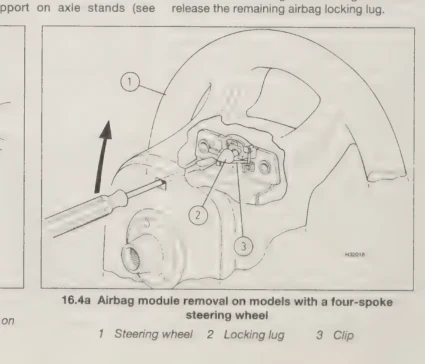 pport on axle stands (see
release the remaining airbag locking lug.
1
2
3
H32018
16.4a Airbag module removal on models with a four-spoke
steering wheel
1 Steering wheel 2 Locking lug 3 Clip
on